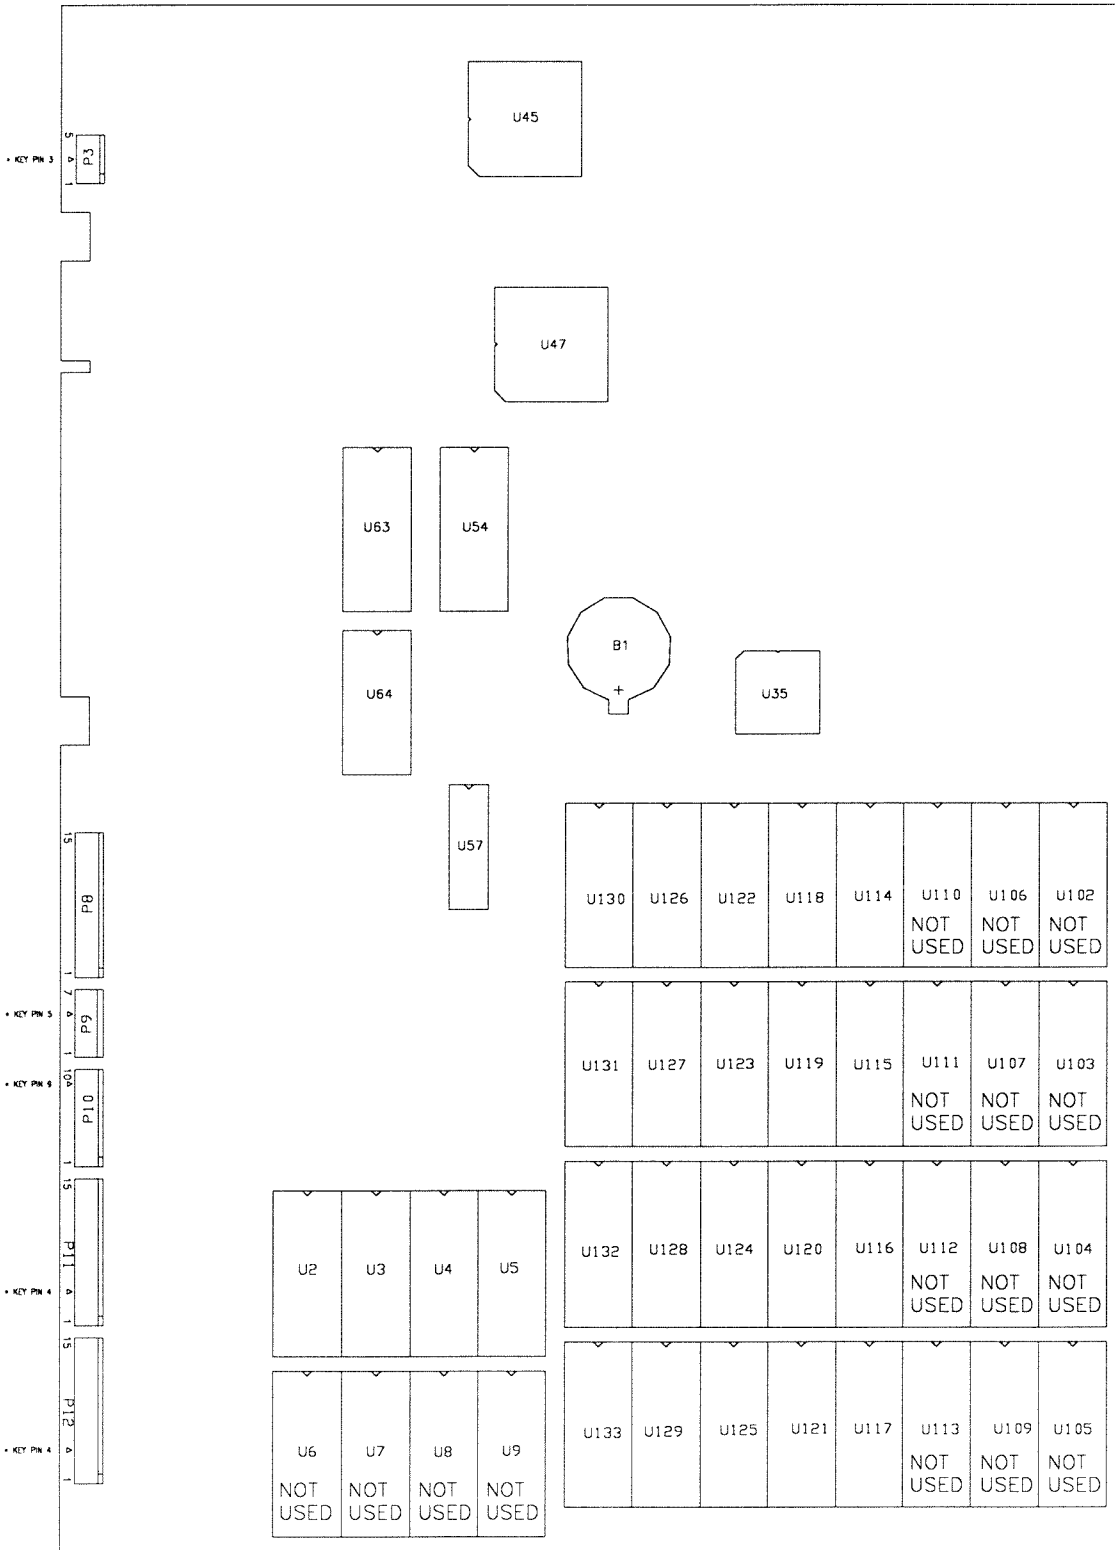 U45
5
P3
* KEY PIN 3
1
U47
U63 U54
B1
+
U64
U35
15
U57
P8
1
U130 U126 U122 U118 U114 U110 U106 U102
NOT NOT NOT
USED USED USED
7
* KEY PIN 5
P9
1
U131 U127 U123 U119 U115 U111 U107 U103
NOT NOT NOT
USED USED USED
10
* KEY PIN 9
P10
1
15
P11
* KEY PIN 4
1
U2 U3 U4 U5
U132 U128 U124 U120 U116 U112 U108 U104
NOT NOT NOT
USED USED USED
15
P12
* KEY PIN 4
1
U6 U7 U8 U9
NOT NOT NOT NOT
USED USED USED USED
U133 U129 U125 U121 U117 U113 U109 U105
NOT NOT NOT
USED USED USED